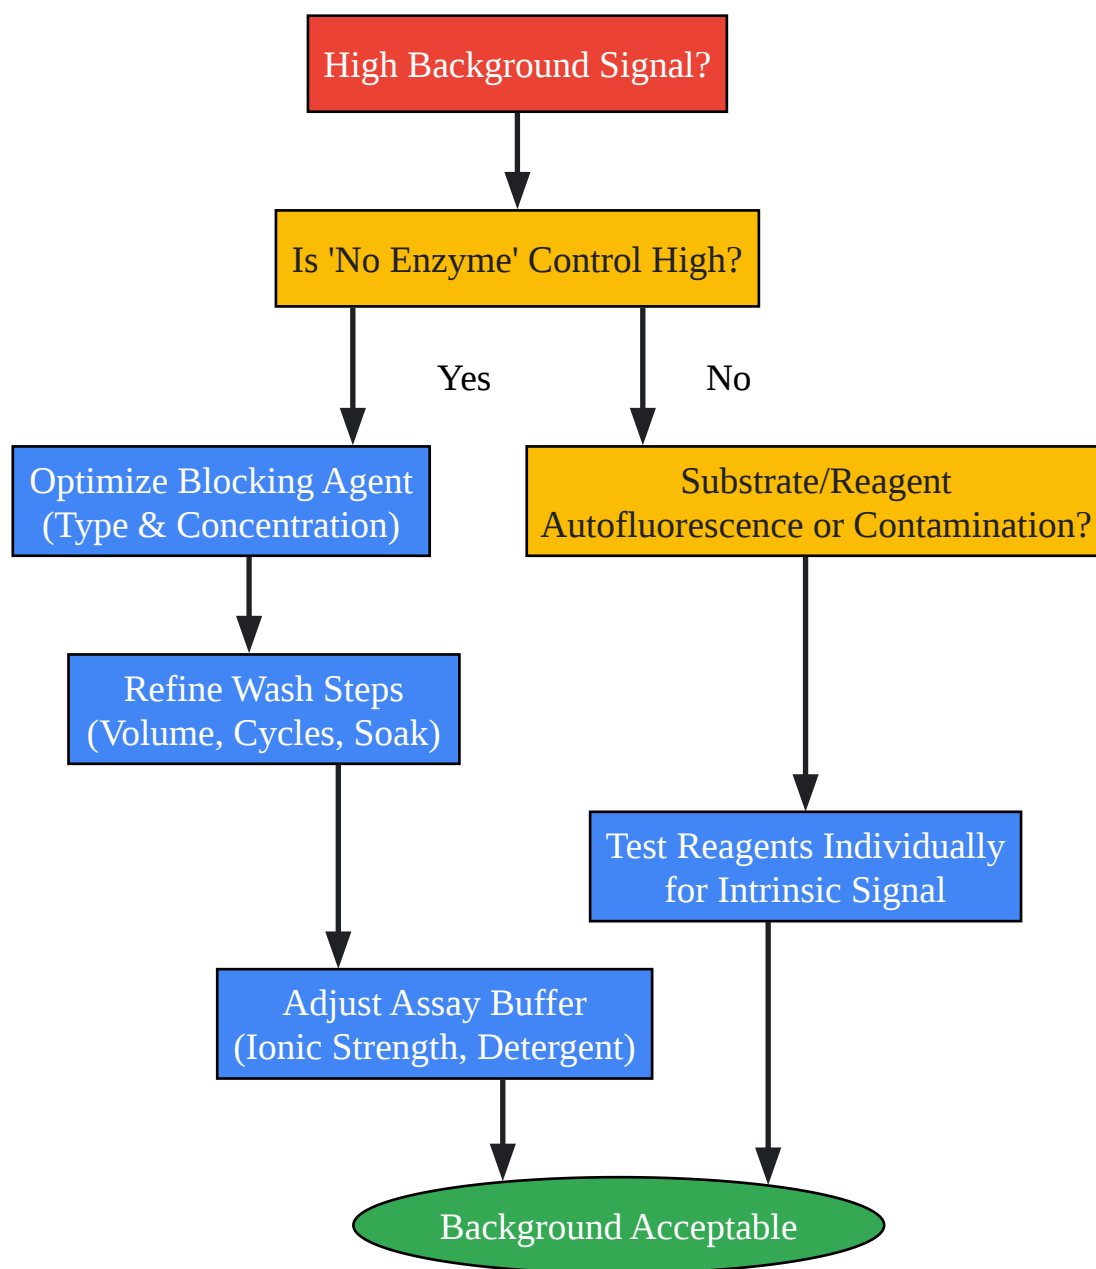 High Background Signal?
Is 'No Enzyme' Control High?
Yes
No
Optimize Blocking Agent
(Type & Concentration)
Substrate/Reagent
Autofluorescence or Contamination?
Refine Wash Steps
(Volume, Cycles, Soak)
Test Reagents Individually
for Intrinsic Signal
Adjust Assay Buffer
(Ionic Strength, Detergent)
Background Acceptable